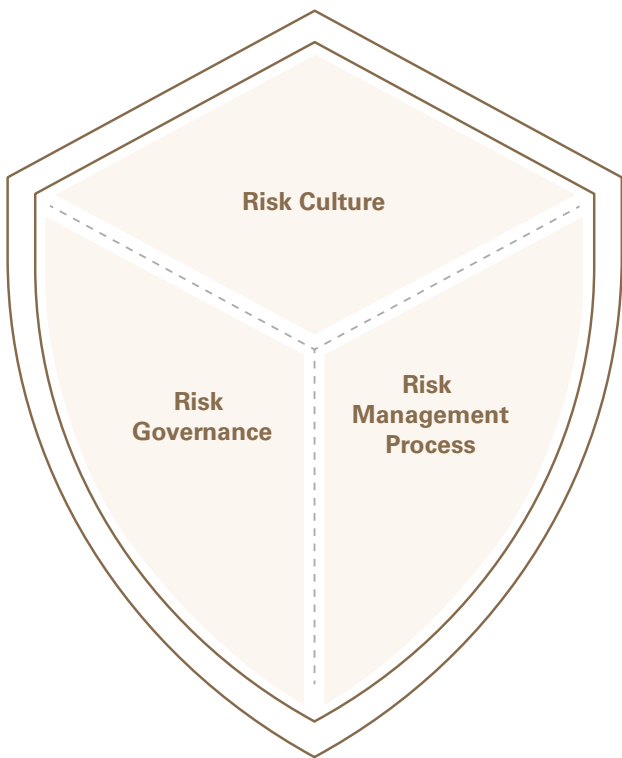 Risk Culture
Risk
Governance
Risk
Management
Process